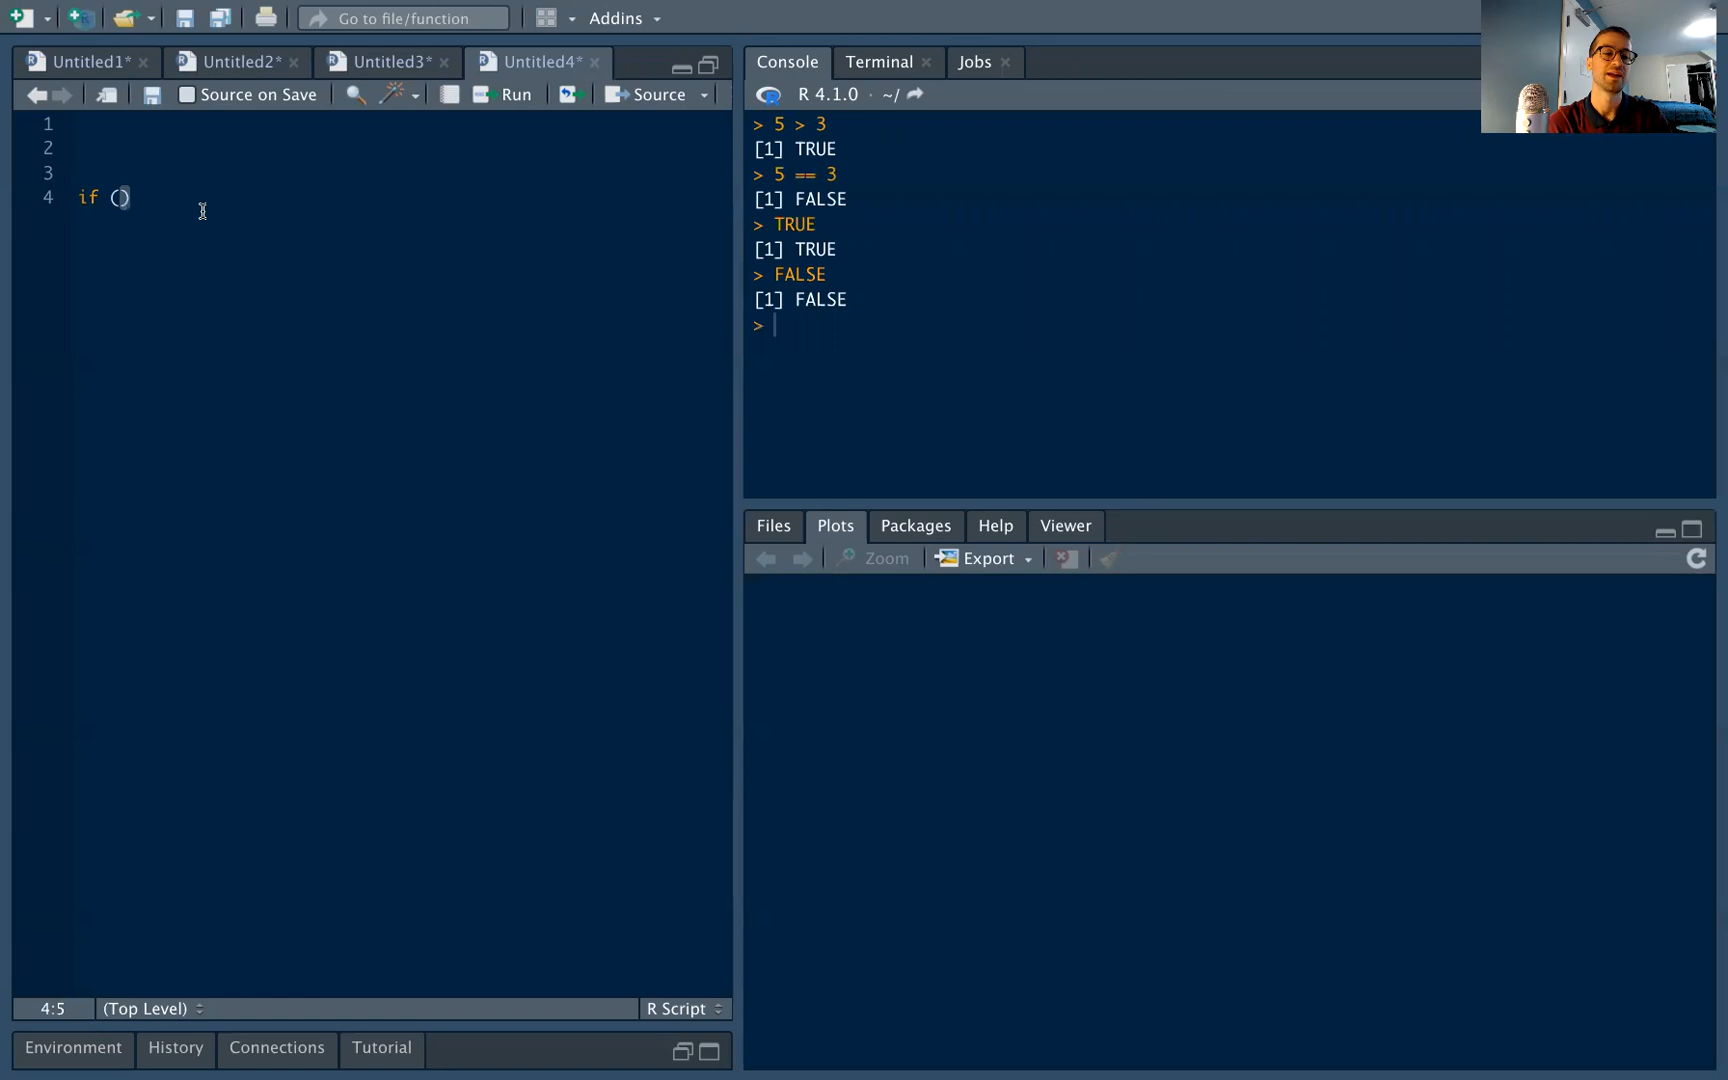 Go to file/function Addins
Untitled1* Untitled2* Untitled3* Untitled4*
Source on Save Run Source
1
2
3
4 if ()
4:5 (Top Level) R Script
Environment History Connections Tutorial
Console Terminal Jobs
R 4.1.0 · ~/
> 5 > 3
[1] TRUE
> 5 == 3
[1] FALSE
> TRUE
[1] TRUE
> FALSE
[1] FALSE
>
Files Plots Packages Help Viewer
Zoom Export